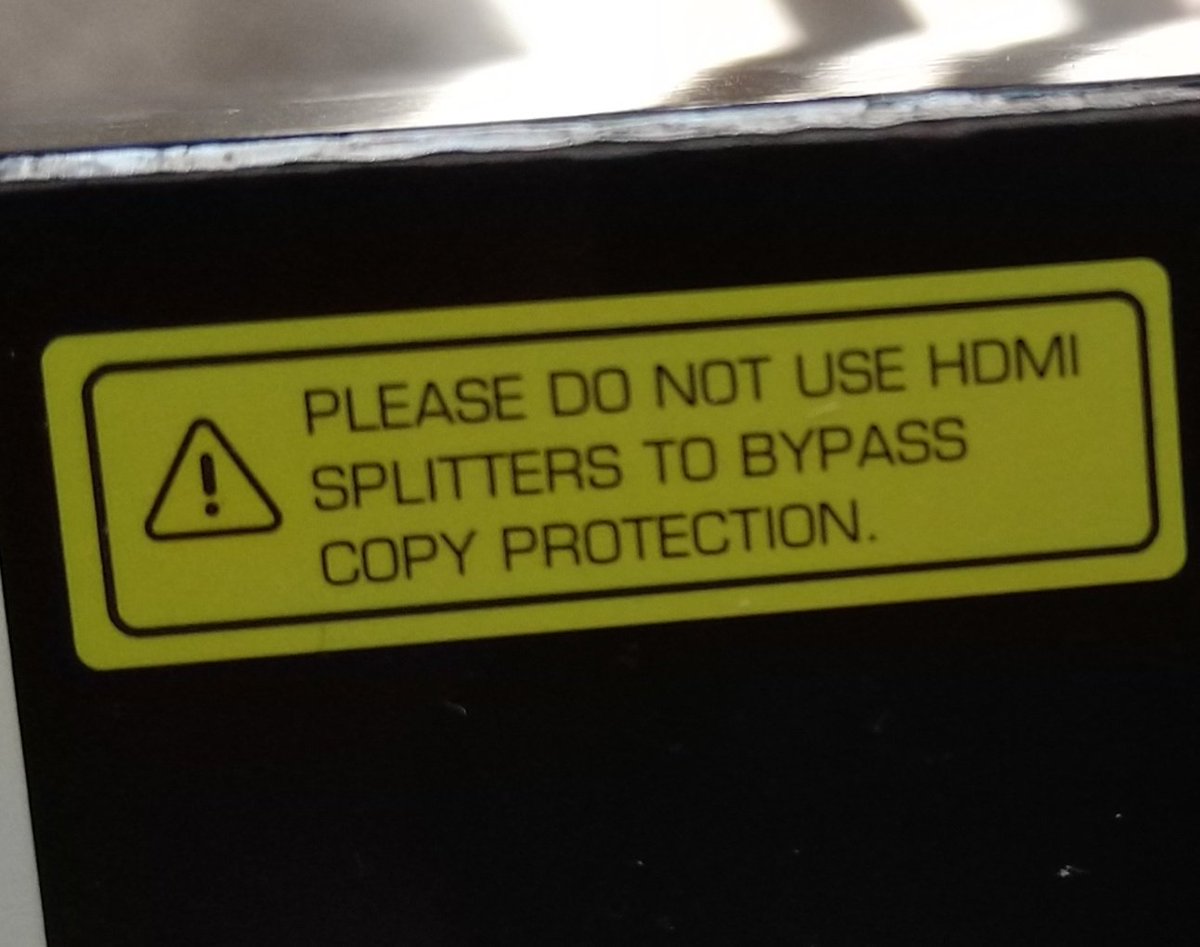 PLEASE DO NOT USE HDMI
SPLITTERS TO BYPASS
COPY PROTECTION.